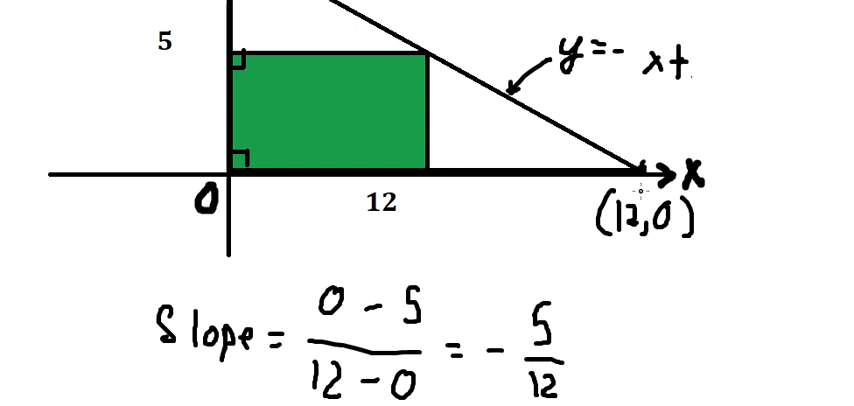 5
y = - x +
0
12
x
(12,0)
Slope = 0 - 5 / 12 - 0 = - 5 / 12